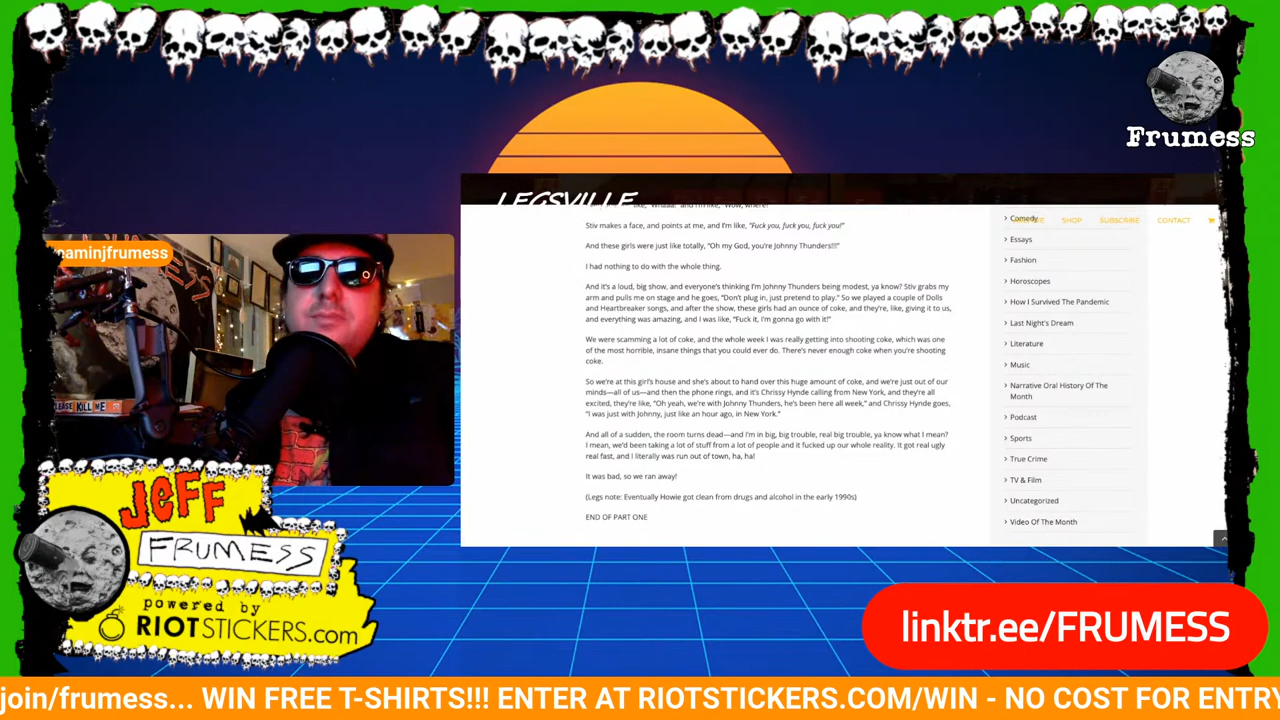 Frumess
LEGSVILLE
Stiv makes a face, and points at me, and I'm like, "Fuck you, fuck you, fuck you!"
And these girls were just like totally, "Oh my God, you're Johnny Thunders!!!"
I had nothing to do with the whole thing.
And it's a loud, big show, and everyone's thinking I'm Johnny Thunders being modest, ya know? Stiv grabs my
arm and pulls me on stage and he goes, "Don't plug in, just pretend to play." So we played a couple of Dolls
and Heartbreaker songs, and after the show, these girls had an ounce of coke, and they're, like, giving it to us,
and everything was amazing, and I was like, "Fuck it, I'm gonna go with it!"
We were scamming a lot of coke, and the whole week I was really getting into shooting coke, which was one
of the most horrible, insane things that you could ever do. There's never enough coke when you're shooting
coke.
So we're at this girl's house and she's about to hand over this huge amount of coke, and we're just out of our
minds—all of us—and then the phone rings, and it's Chrissy Hynde calling from New York, and they're all
excited, they're like, "Oh yeah, we're with Johnny Thunders, he's been here all week," and Chrissy Hynde goes,
"I was just with Johnny, just like an hour ago, in New York."
And all of a sudden, the room turns dead—and I'm in big, big trouble, real big trouble, ya know what I mean?
I mean, we'd been taking a lot of stuff from a lot of people and it fucked up our whole reality. It got real ugly
real fast, and I literally was run out of town, ha, ha!
It was bad, so we ran away!
(Legs note: Eventually Howie got clean from drugs and alcohol in the early 1990s)
END OF PART ONE
Comedy
SHOP
SUBSCRIBE
CONTACT
Essays
Fashion
Horoscopes
How I Survived The Pandemic
Last Night's Dream
Literature
Music
Narrative Oral History Of The
Month
Podcast
Sports
True Crime
TV & Film
Uncategorized
Video Of The Month
eaminjfrumess
LEASE KILL ME
JEFF
FRUMESS
powered by
RIOTSTICKERS.com
linktr.ee/FRUMESS
join/frumess... WIN FREE T-SHIRTS!!! ENTER AT RIOTSTICKERS.COM/WIN - NO COST FOR ENTRY